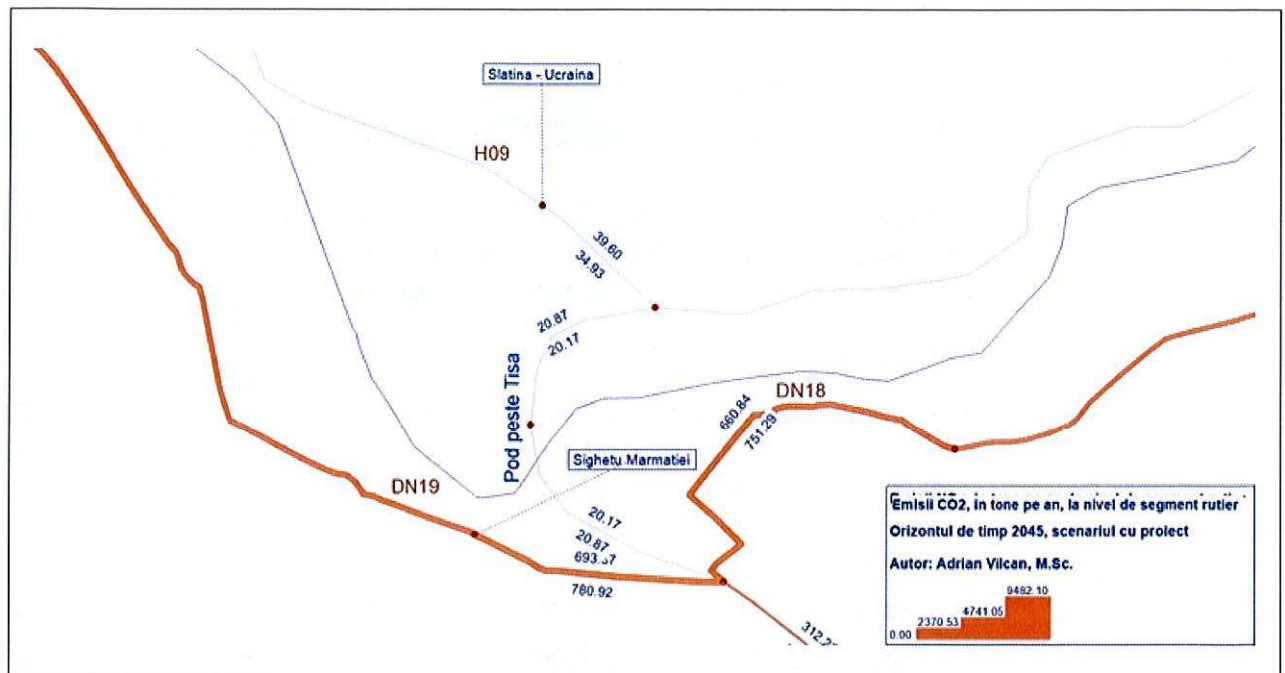 Slatina - Ucraina
H09
39.60
34.93
20.87
20.17
Pod peste Tisa
DN18
660.84
751.29
Sighetu Marmatiei
DN19
20.17
20.87
780.92
Emisii CO2, in tone pe an, la nivel de segment rutier
Orizontul de timp 2045, scenariul cu proiect
Autor: Adrian Vilcan, M.Sc.
9482.10
4741.05
2370.53
0.00